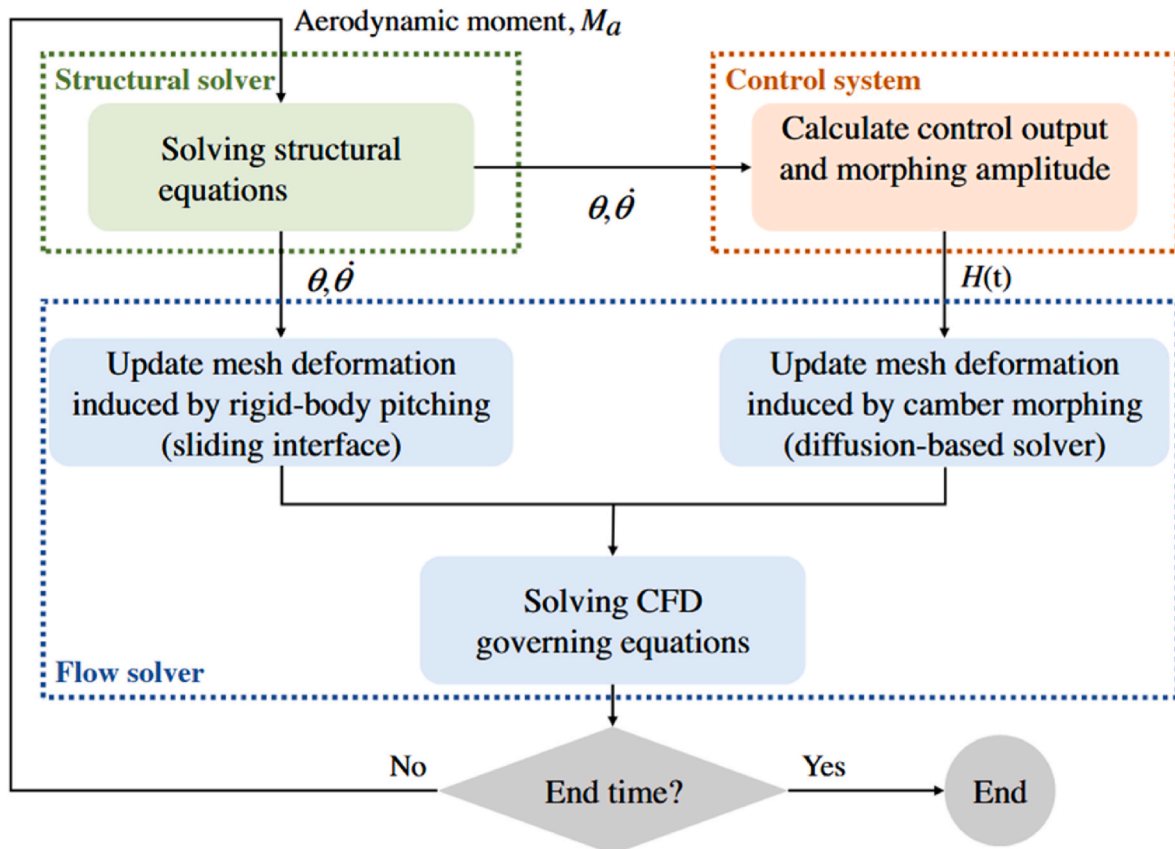 Aerodynamic moment, Mₐ
Structural solver
Control system
Solving structural
equations
Calculate control output
and morphing amplitude
θ,θ̇
θ,θ̇
H(t)
Update mesh deformation
induced by rigid-body pitching
(sliding interface)
Update mesh deformation
induced by camber morphing
(diffusion-based solver)
Solving CFD
governing equations
Flow solver
No
End time?
Yes
End